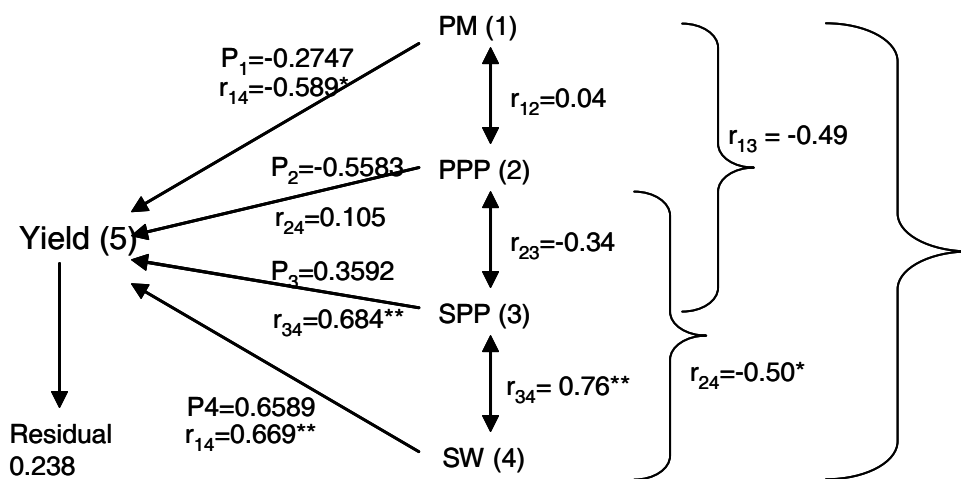 PM (1)
P1=-0.2747
r14=-0.589*
r12=0.04
r13 = -0.49
P2=-0.5583
PPP (2)
r24=0.105
Yield (5)
r23=-0.34
P3=0.3592
SPP (3)
r34=0.684**
r24=-0.50*
r34= 0.76**
P4=0.6589
r14=0.669**
Residual
0.238
SW (4)